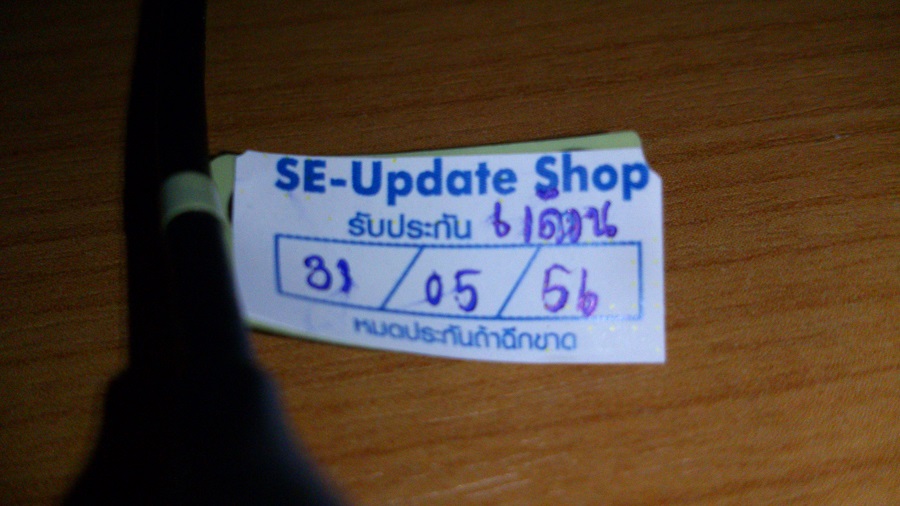 SE-Update Shop
รับประกัน 6 เดือน
31 / 05 / 56
หมดประกันถ้าฉีกขาด